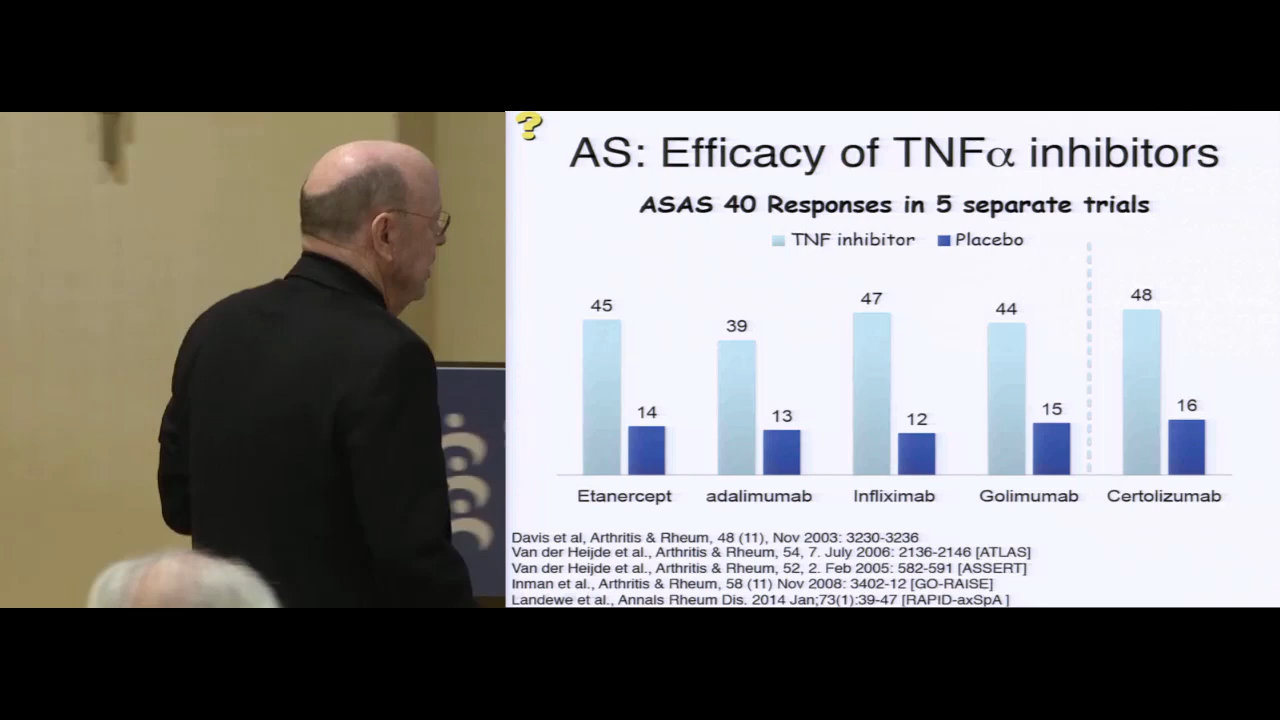 ?
AS: Efficacy of TNFα inhibitors
ASAS 40 Responses in 5 separate trials
TNF inhibitor Placebo
45 14 39 13 47 12 44 15 48 16
Etanercept adalimumab Infliximab Golimumab Certolizumab
Davis et al, Arthritis & Rheum, 48 (11), Nov 2003: 3230-3236
Van der Heijde et al., Arthritis & Rheum, 54, 7. July 2006: 2136-2146 [ATLAS]
Van der Heijde et al., Arthritis & Rheum, 52, 2. Feb 2005: 582-591 [ASSERT]
Inman et al., Arthritis & Rheum, 58 (11) Nov 2008: 3402-12 [GO-RAISE]
Landewe et al., Annals Rheum Dis. 2014 Jan;73(1):39-47 [RAPID-axSpA ]